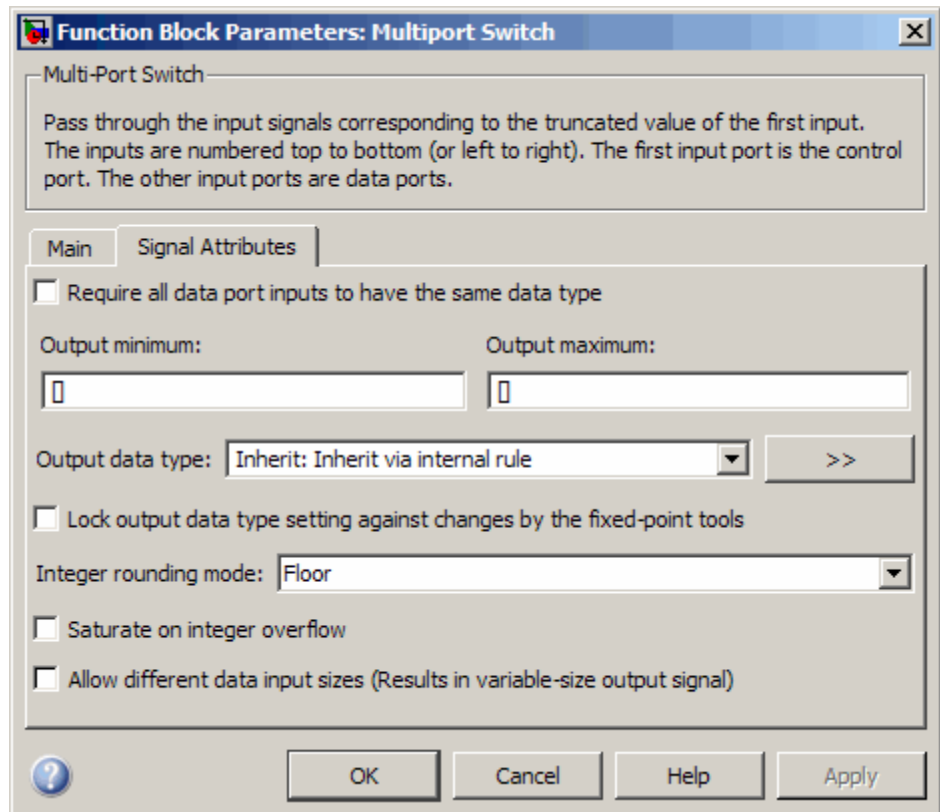 Function Block Parameters: Multiport Switch
Multi-Port Switch
Pass through the input signals corresponding to the truncated value of the first input.
The inputs are numbered top to bottom (or left to right). The first input port is the control
port. The other input ports are data ports.
Main Signal Attributes
Require all data port inputs to have the same data type
Output minimum: Output maximum:
[] []
Output data type: Inherit: Inherit via internal rule >>
Lock output data type setting against changes by the fixed-point tools
Integer rounding mode: Floor
Saturate on integer overflow
Allow different data input sizes (Results in variable-size output signal)
? OK Cancel Help Apply